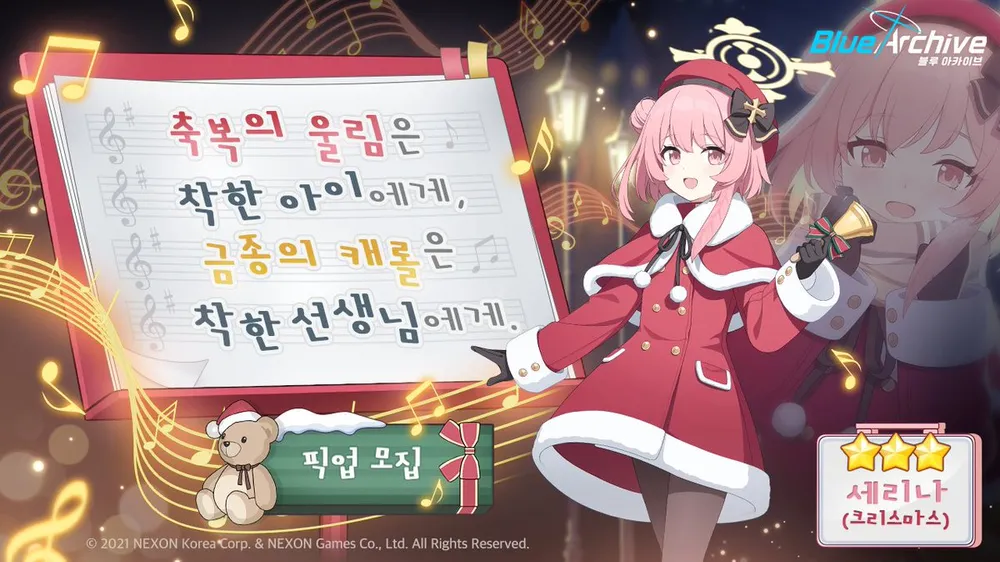 Blue Archive
블루 아카이브
축복의 울림은
착한 아이에게,
금종의 캐롤은
착한 선생님에게.
픽업 모집
세리나
(크리스마스)
© 2021 NEXON Korea Corp. & NEXON Games Co., Ltd. All Rights Reserved.